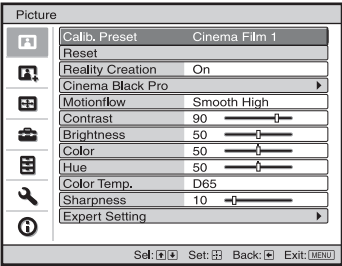 Picture
Calib. Preset Cinema Film 1
Reset
Reality Creation On
Cinema Black Pro
Motionflow Smooth High
Contrast 90
Brightness 50
Color 50
Hue 50
Color Temp. D65
Sharpness 10
Expert Setting
Sel: Set: Back: Exit: MENU